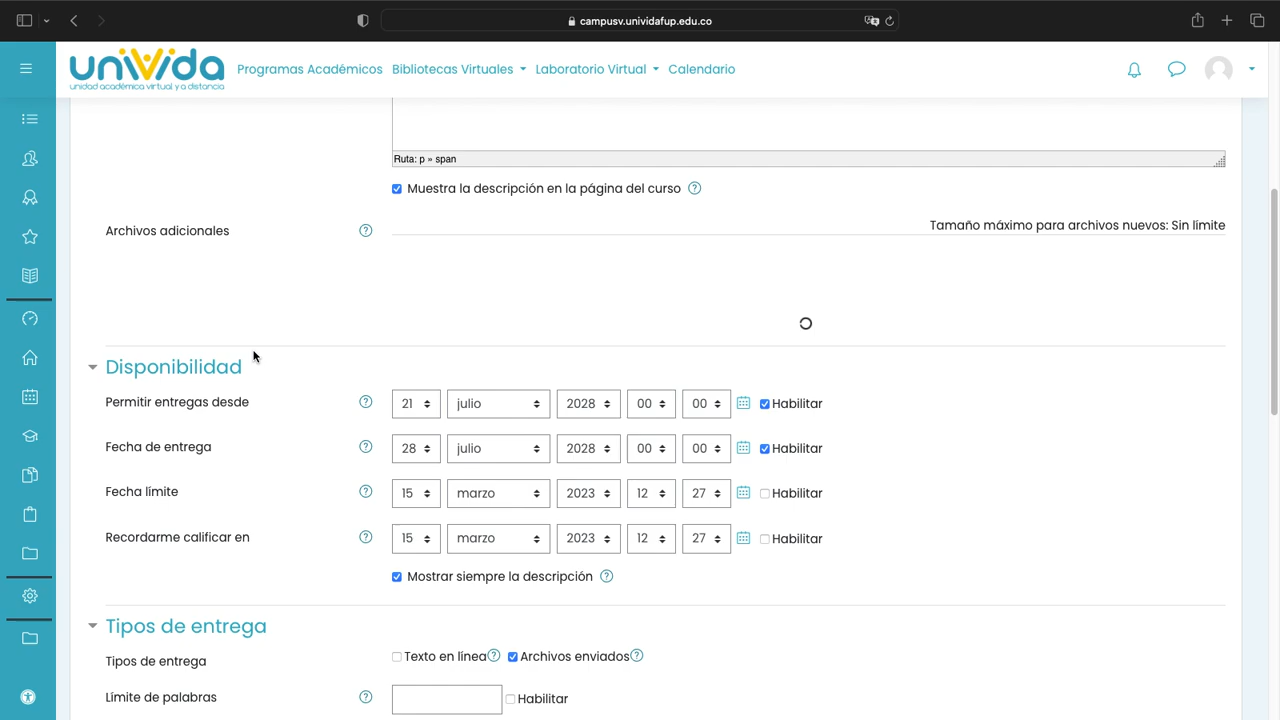 campusv.unividafup.edu.co
univida
unidad académica virtual y a distancia
Programas Académicos Bibliotecas Virtuales Laboratorio Virtual Calendario
Ruta: p » span
Muestra la descripción en la página del curso
Archivos adicionales
Tamaño máximo para archivos nuevos: Sin límite
Disponibilidad
Permitir entregas desde 21 julio 2028 00 00 Habilitar
Fecha de entrega 28 julio 2028 00 00 Habilitar
Fecha límite 15 marzo 2023 12 27 Habilitar
Recordarme calificar en 15 marzo 2023 12 27 Habilitar
Mostrar siempre la descripción
Tipos de entrega
Tipos de entrega Texto en línea Archivos enviados
Límite de palabras Habilitar